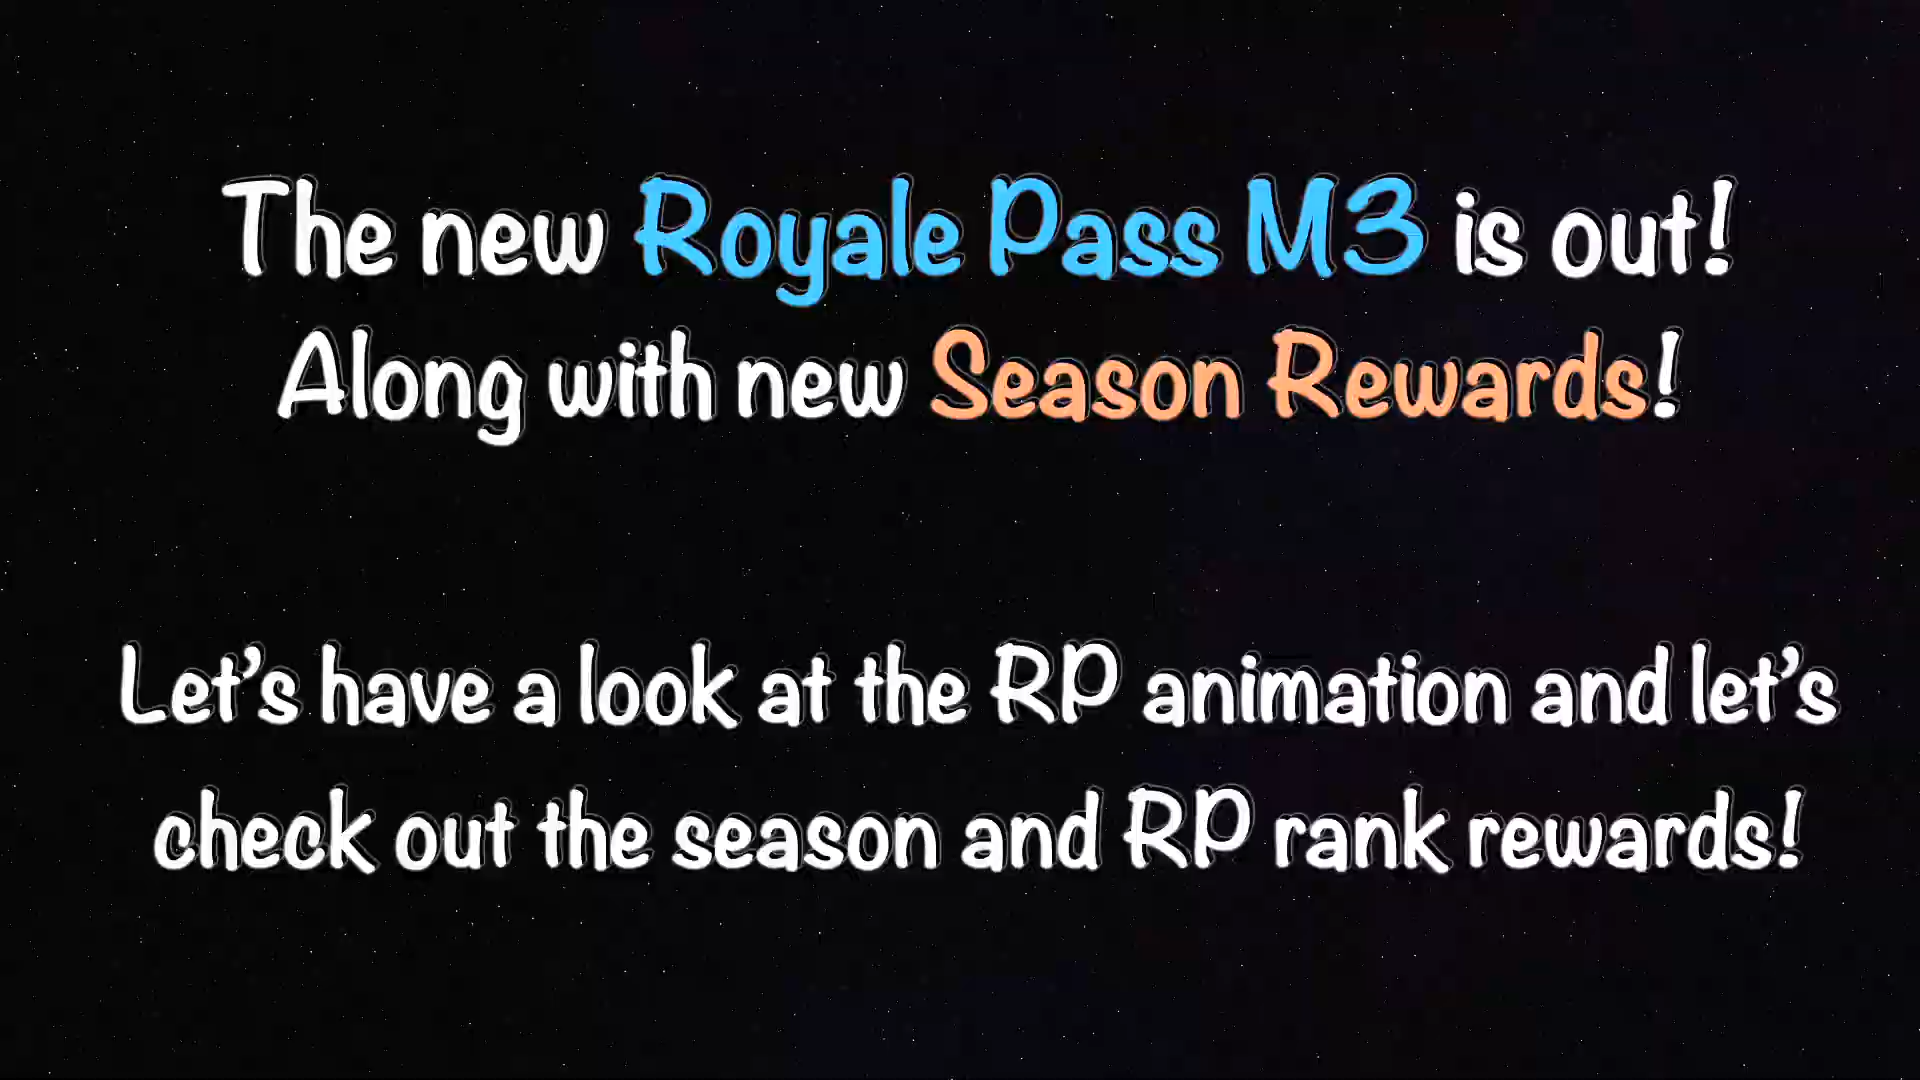 The new Royale Pass M3 is out!
Along with new Season Rewards!
Let's have a look at the RP animation and let's
check out the season and RP rank rewards!